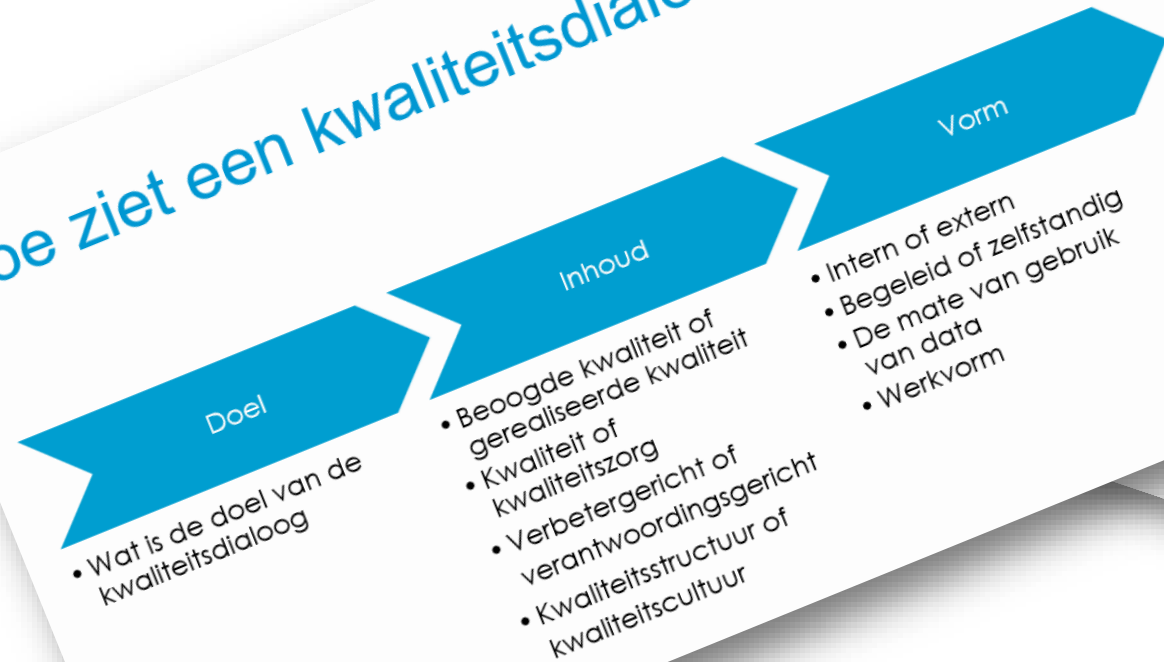 oe ziet een kwaliteitsdialo
Doel
• Wat is de doel van de
kwaliteitsdialoog
Inhoud
• Beoogde kwaliteit of
gerealiseerde kwaliteit
• Kwaliteit of
kwaliteitszorg
• Verbetergericht of
verantwoordingsgericht
• Kwaliteitsstructuur of
kwaliteitscultuur
Vorm
• Intern of extern
• Begeleid of zelfstandig
• De mate van gebruik
van data
• Werkvorm